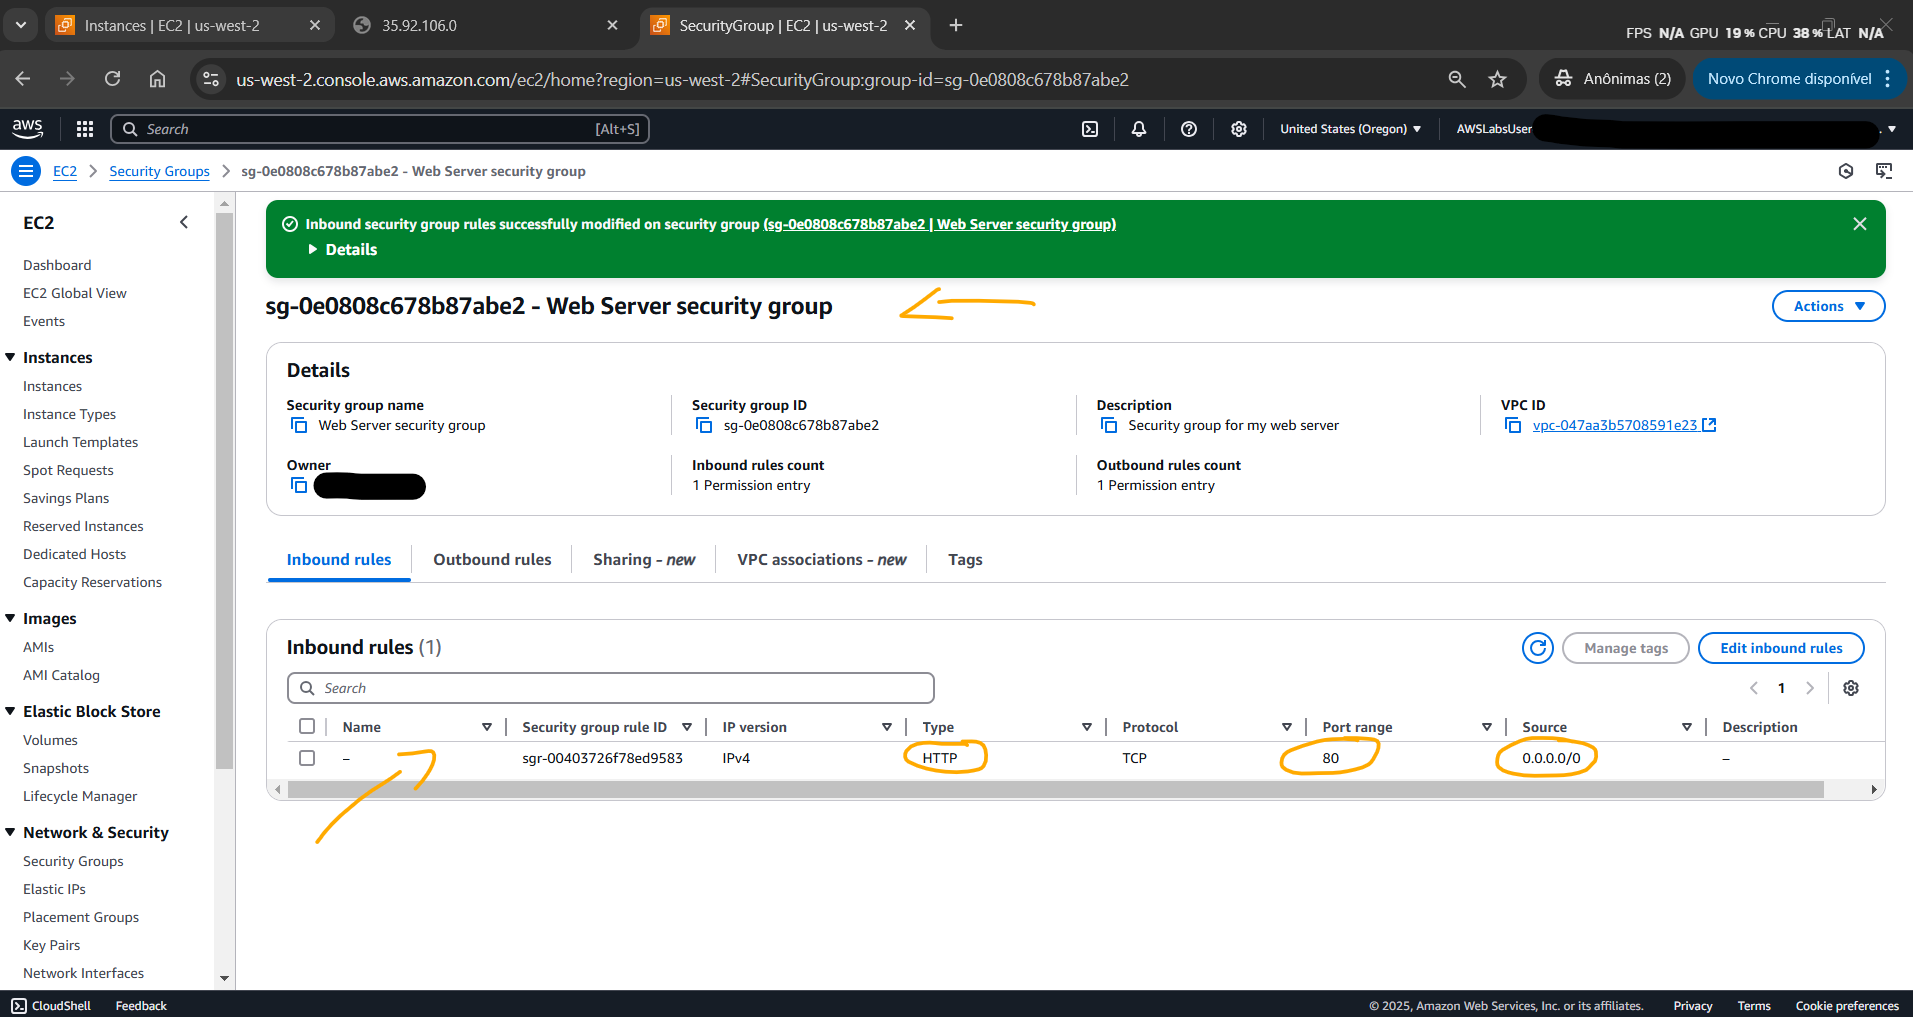 Instances | EC2 | us-west-2
35.92.106.0
SecurityGroup | EC2 | us-west-2
FPS N/A GPU 19 % CPU 38 % LAT N/A
us-west-2.console.aws.amazon.com/ec2/home?region=us-west-2#SecurityGroup:group-id=sg-0e0808c678b87abe2
Anônimas (2)
Novo Chrome disponível
aws
Search
[Alt+S]
United States (Oregon)
AWSLabsUser
EC2
Security Groups
sg-0e0808c678b87abe2 - Web Server security group
EC2
Dashboard
EC2 Global View
Events
Instances
Instances
Instance Types
Launch Templates
Spot Requests
Savings Plans
Reserved Instances
Dedicated Hosts
Capacity Reservations
Images
AMIs
AMI Catalog
Elastic Block Store
Volumes
Snapshots
Lifecycle Manager
Network & Security
Security Groups
Elastic IPs
Placement Groups
Key Pairs
Network Interfaces
Inbound security group rules successfully modified on security group (sg-0e0808c678b87abe2 | Web Server security group)
Details
sg-0e0808c678b87abe2 - Web Server security group
Actions
Details
Security group name
Web Server security group
Security group ID
sg-0e0808c678b87abe2
Description
Security group for my web server
VPC ID
vpc-047aa3b5708591e23
Owner
Inbound rules count
1 Permission entry
Outbound rules count
1 Permission entry
Inbound rules
Outbound rules
Sharing - new
VPC associations - new
Tags
Inbound rules (1)
Manage tags
Edit inbound rules
Search
1
Name
Security group rule ID
IP version
Type
Protocol
Port range
Source
Description
–
sgr-00403726f78ed9583
IPv4
HTTP
TCP
80
0.0.0.0/0
–
CloudShell
Feedback
© 2025, Amazon Web Services, Inc. or its affiliates.
Privacy
Terms
Cookie preferences